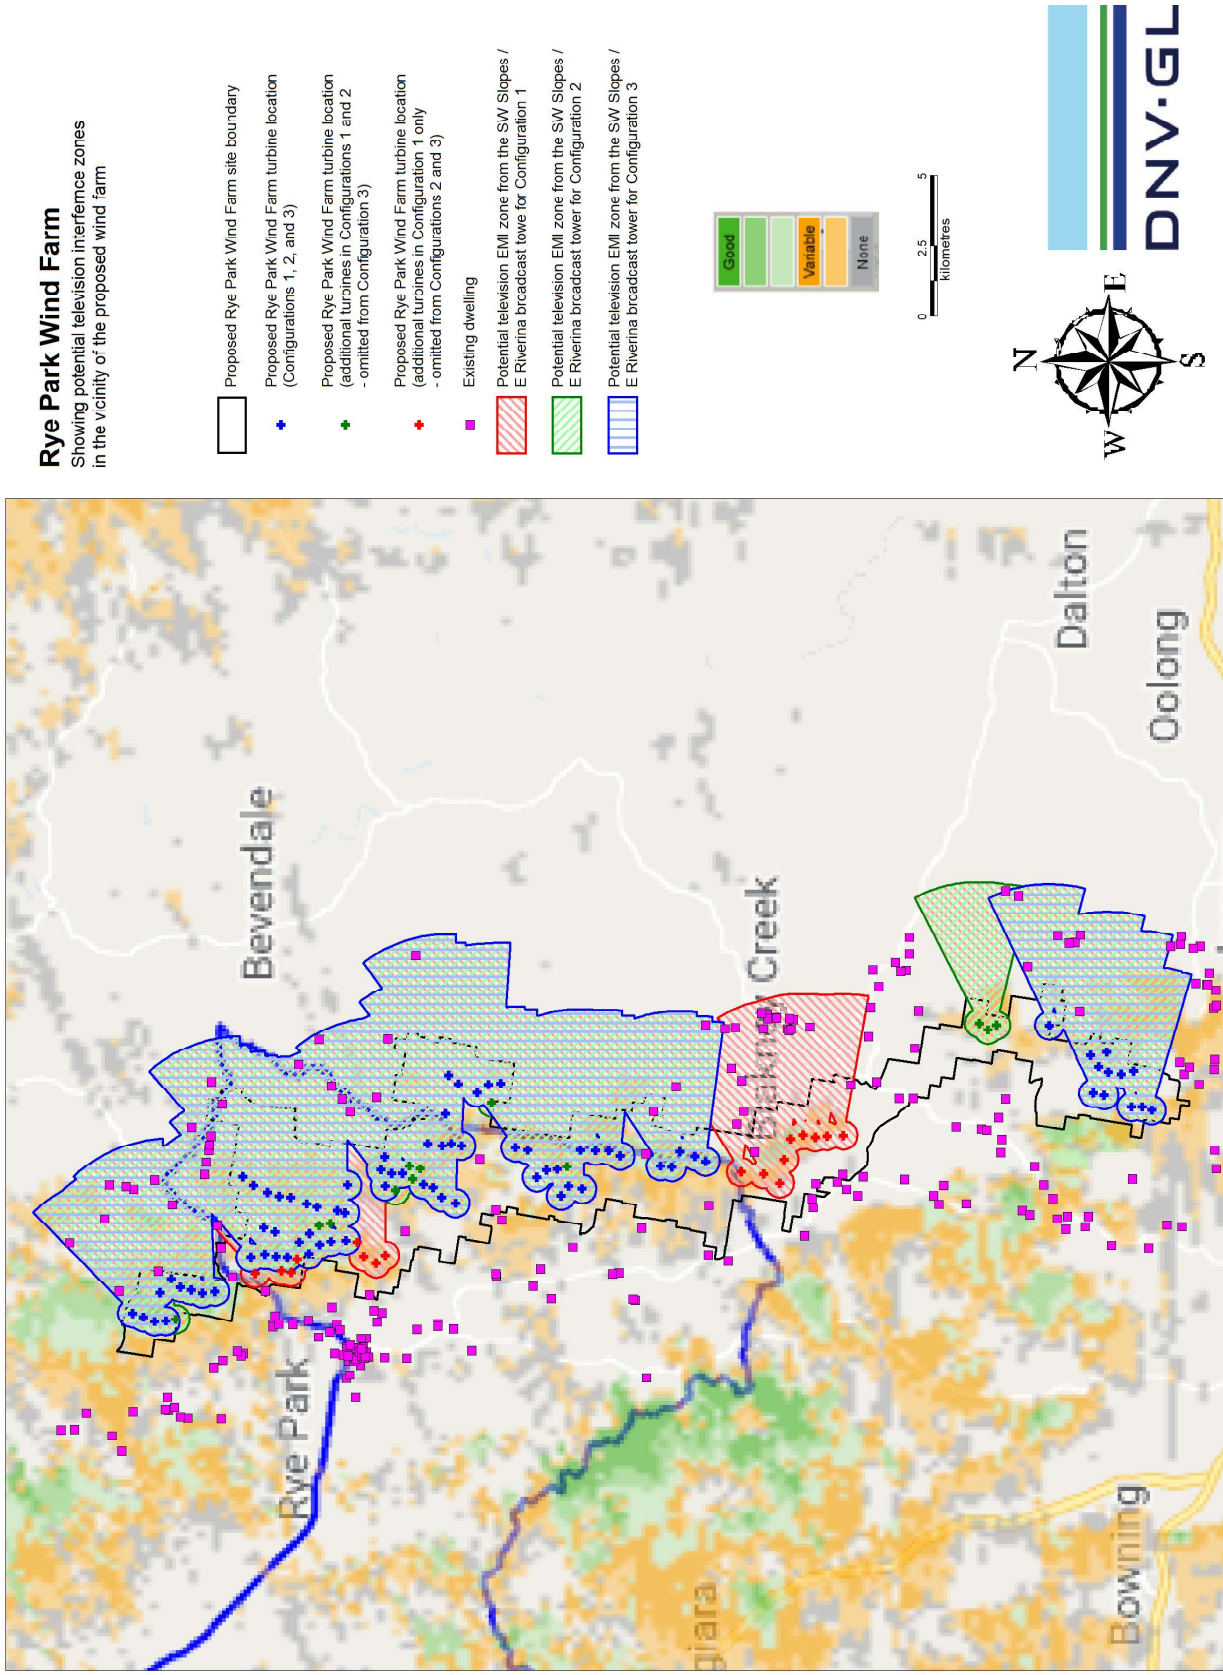 Rye Park Wind Farm
Showing potential television interfernce zones
in the vicinity of the proposed wind farm
Proposed Rye Park Wind Farm site boundary
Proposed Rye Park Wind Farm turbine location
(Configurations 1, 2, and 3)
Proposed Rye Park Wind Farm turbine location
(additional turbines in Configurations 1 and 2
- omitted from Configuration 3)
Proposed Rye Park Wind Farm turbine location
(additional turbines in Configuration 1 only
- omitted from Configurations 2 and 3)
Existing dwelling
Potential television EMI zone from the SW Slopes /
E Riverina broadcast towe for Configuration 1
Potential television EMI zone from the SW Slopes /
E Riverina broadcast tower for Configuration 2
Potential television EMI zone from the SW Slopes /
E Riverina broadcast tower for Configuration 3
Good
Variable
None
0 2.5 5
kilometres
N
W E
S
DNV·GL
Bevendale
Rye Park
Blakney Creek
Dalton
Oolong
Bowning
giara